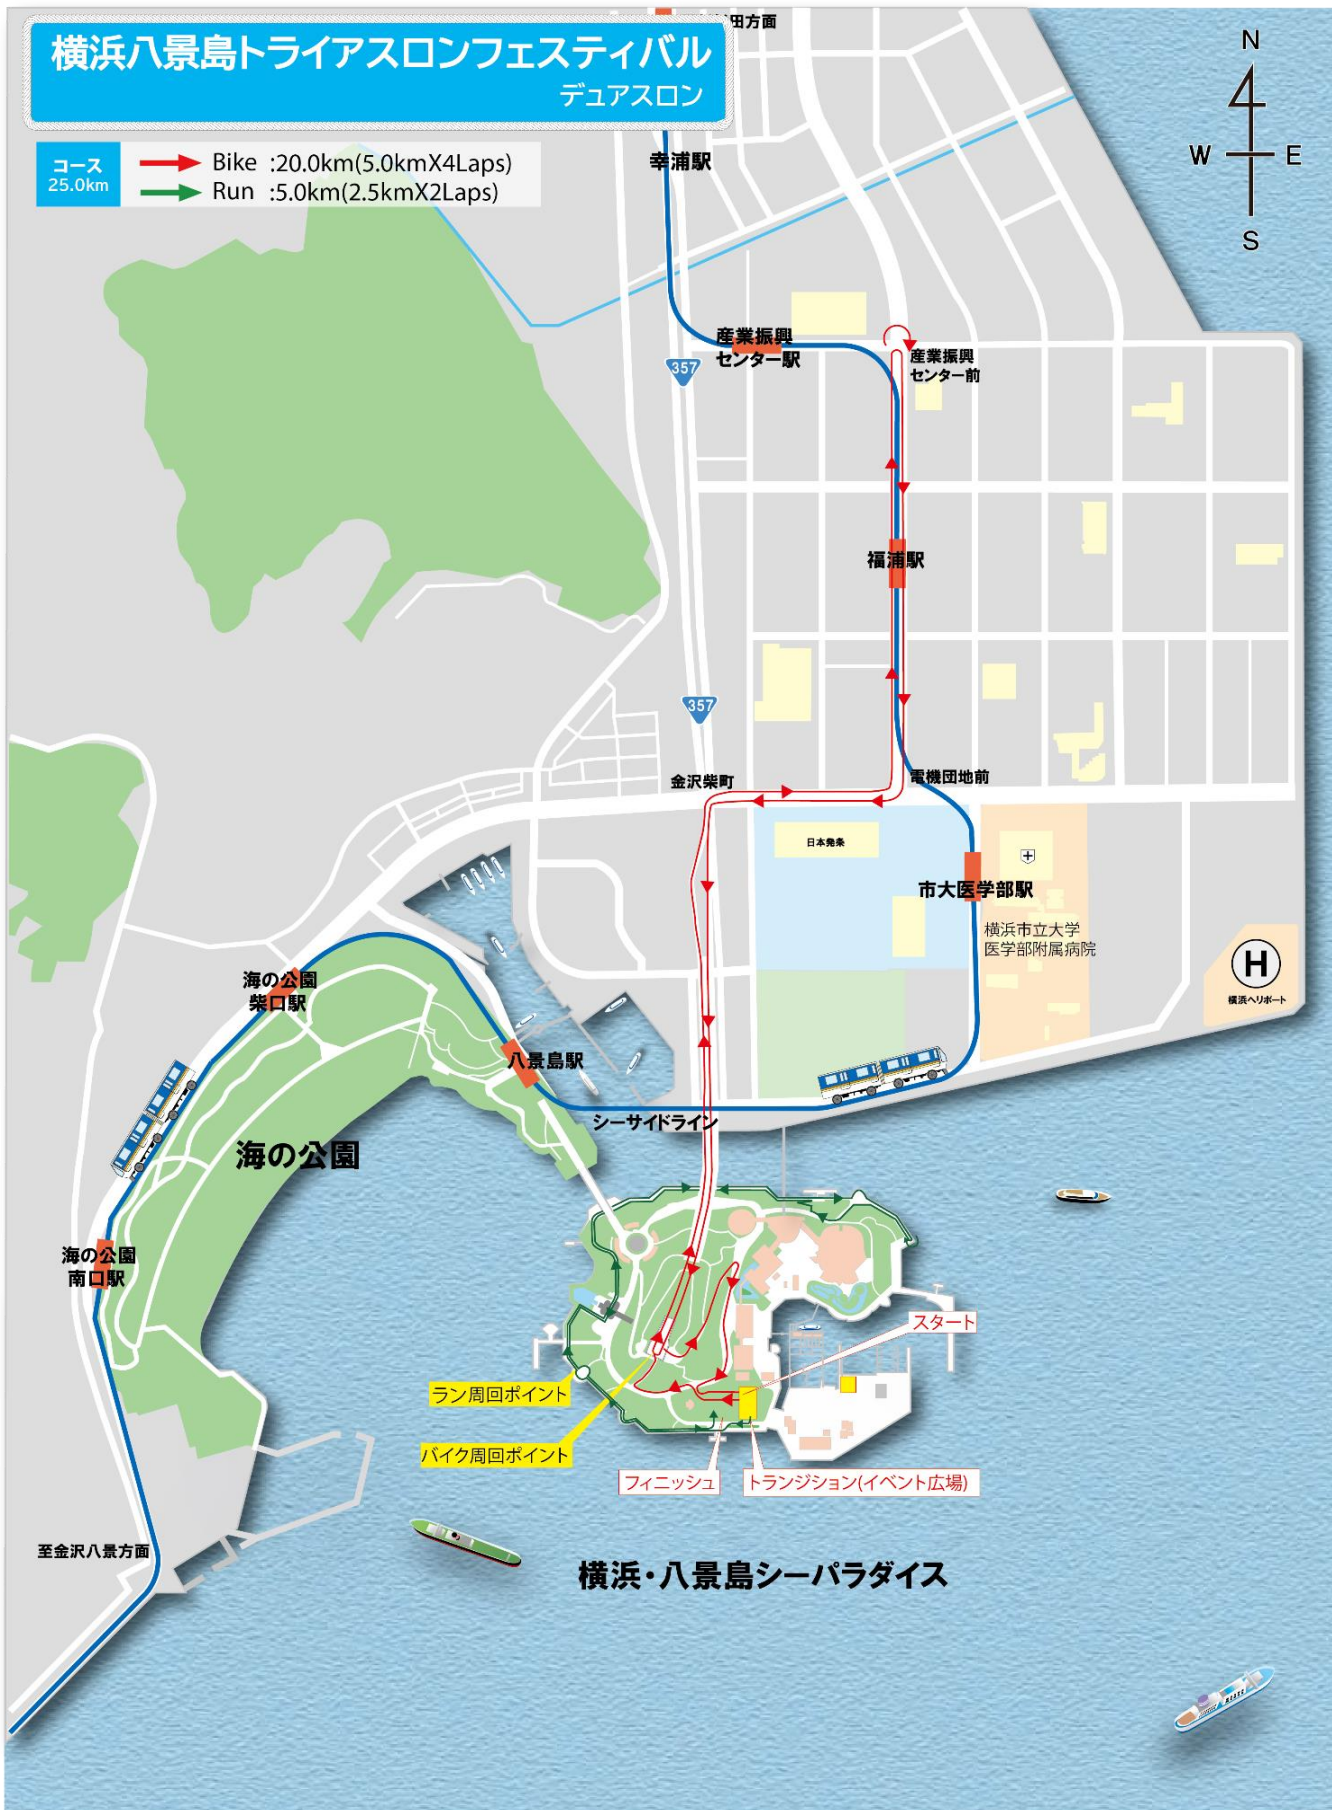 田方面
横浜八景島トライアスロンフェスティバル
デュアスロン
コース
25.0km
Bike :20.0km(5.0kmX4Laps)
Run :5.0km(2.5kmX2Laps)
N
W
E
S
幸浦駅
産業振興
センター駅
357
産業振興
センター前
福浦駅
357
金沢柴町
電機団地前
日本発条
市大医学部駅
横浜市立大学
医学部附属病院
H
横浜ヘリポート
海の公園
柴口駅
八景島駅
シーサイドライン
海の公園
海の公園
南口駅
スタート
ラン周回ポイント
バイク周回ポイント
フィニッシュ
トランジション(イベント広場)
至金沢八景方面
横浜・八景島シーパラダイス